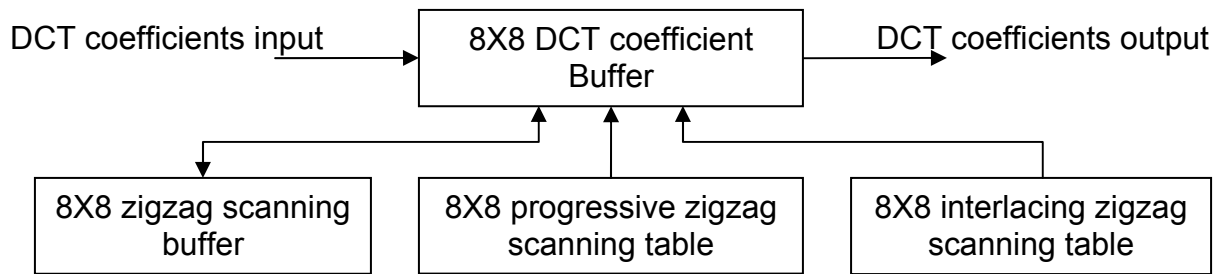 DCT coefficients input
8X8 DCT coefficient
Buffer
DCT coefficients output
8X8 zigzag scanning
buffer
8X8 progressive zigzag
scanning table
8X8 interlacing zigzag
scanning table